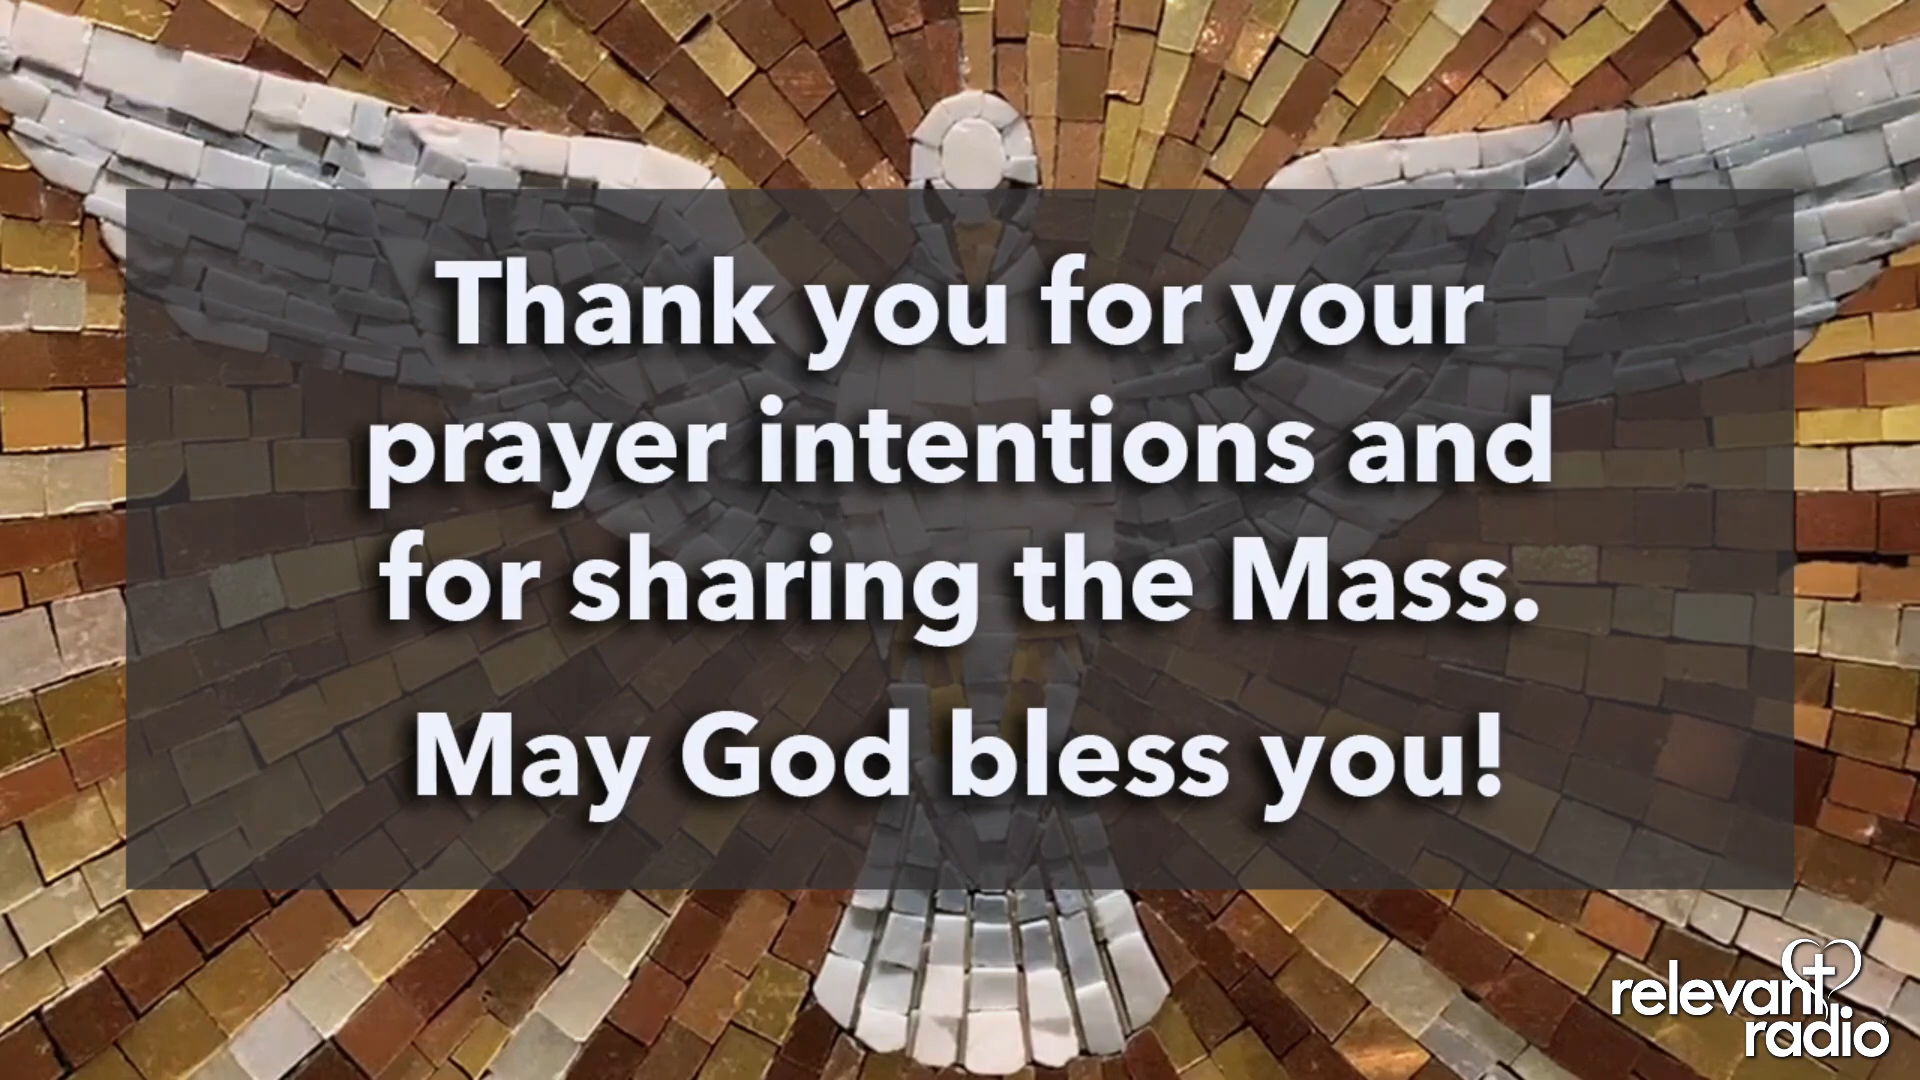 Thank you for your
prayer intentions and
for sharing the Mass.
May God bless you!
relevant
radio